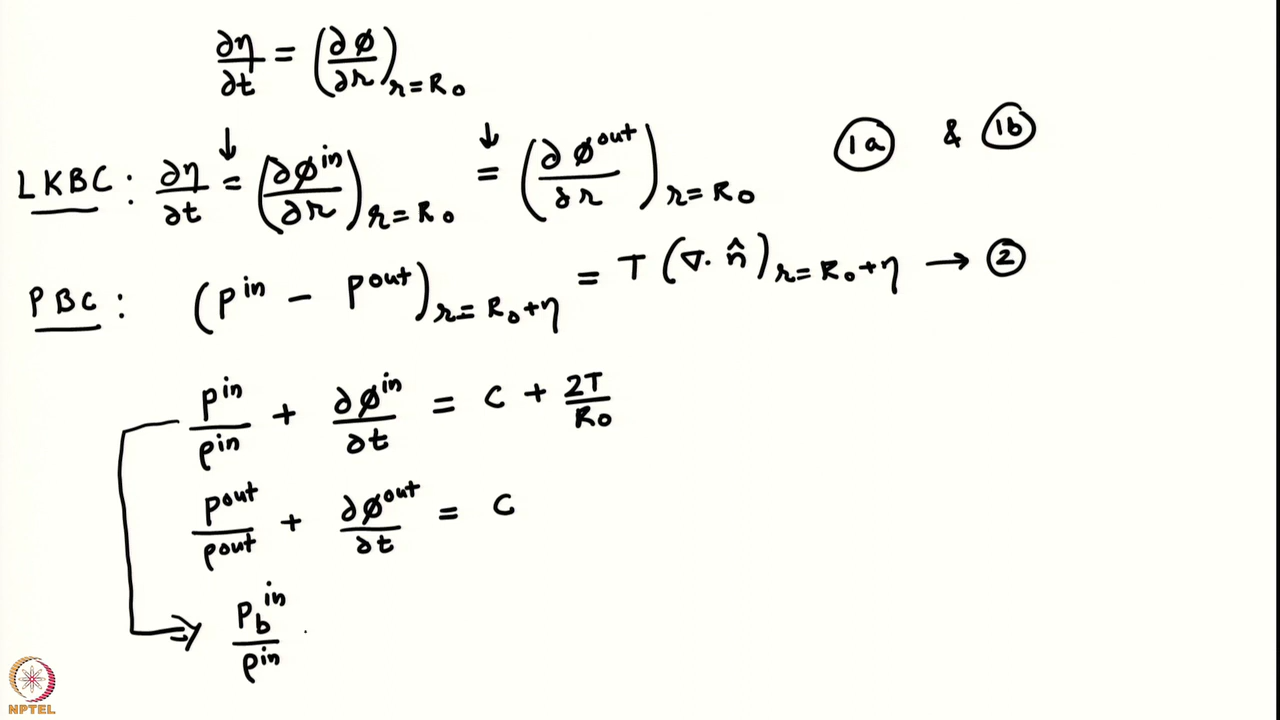 ∂η/∂t = (∂φ/∂r)_{r=R₀}
LKBC : ∂η/∂t = (∂φ^{in}/∂r)_{r=R₀} = (∂φ^{out}/∂r)_{r=R₀} (1a) & (1b)
PBC : (p^{in} − p^{out})_{r=R₀+η} = T(∇·n̂)_{r=R₀+η} → (2)
p^{in}/ρ^{in} + ∂φ^{in}/∂t = C + 2T/R₀
p^{out}/ρ^{out} + ∂φ^{out}/∂t = C
P_b^{in}/ρ^{in}
NPTEL